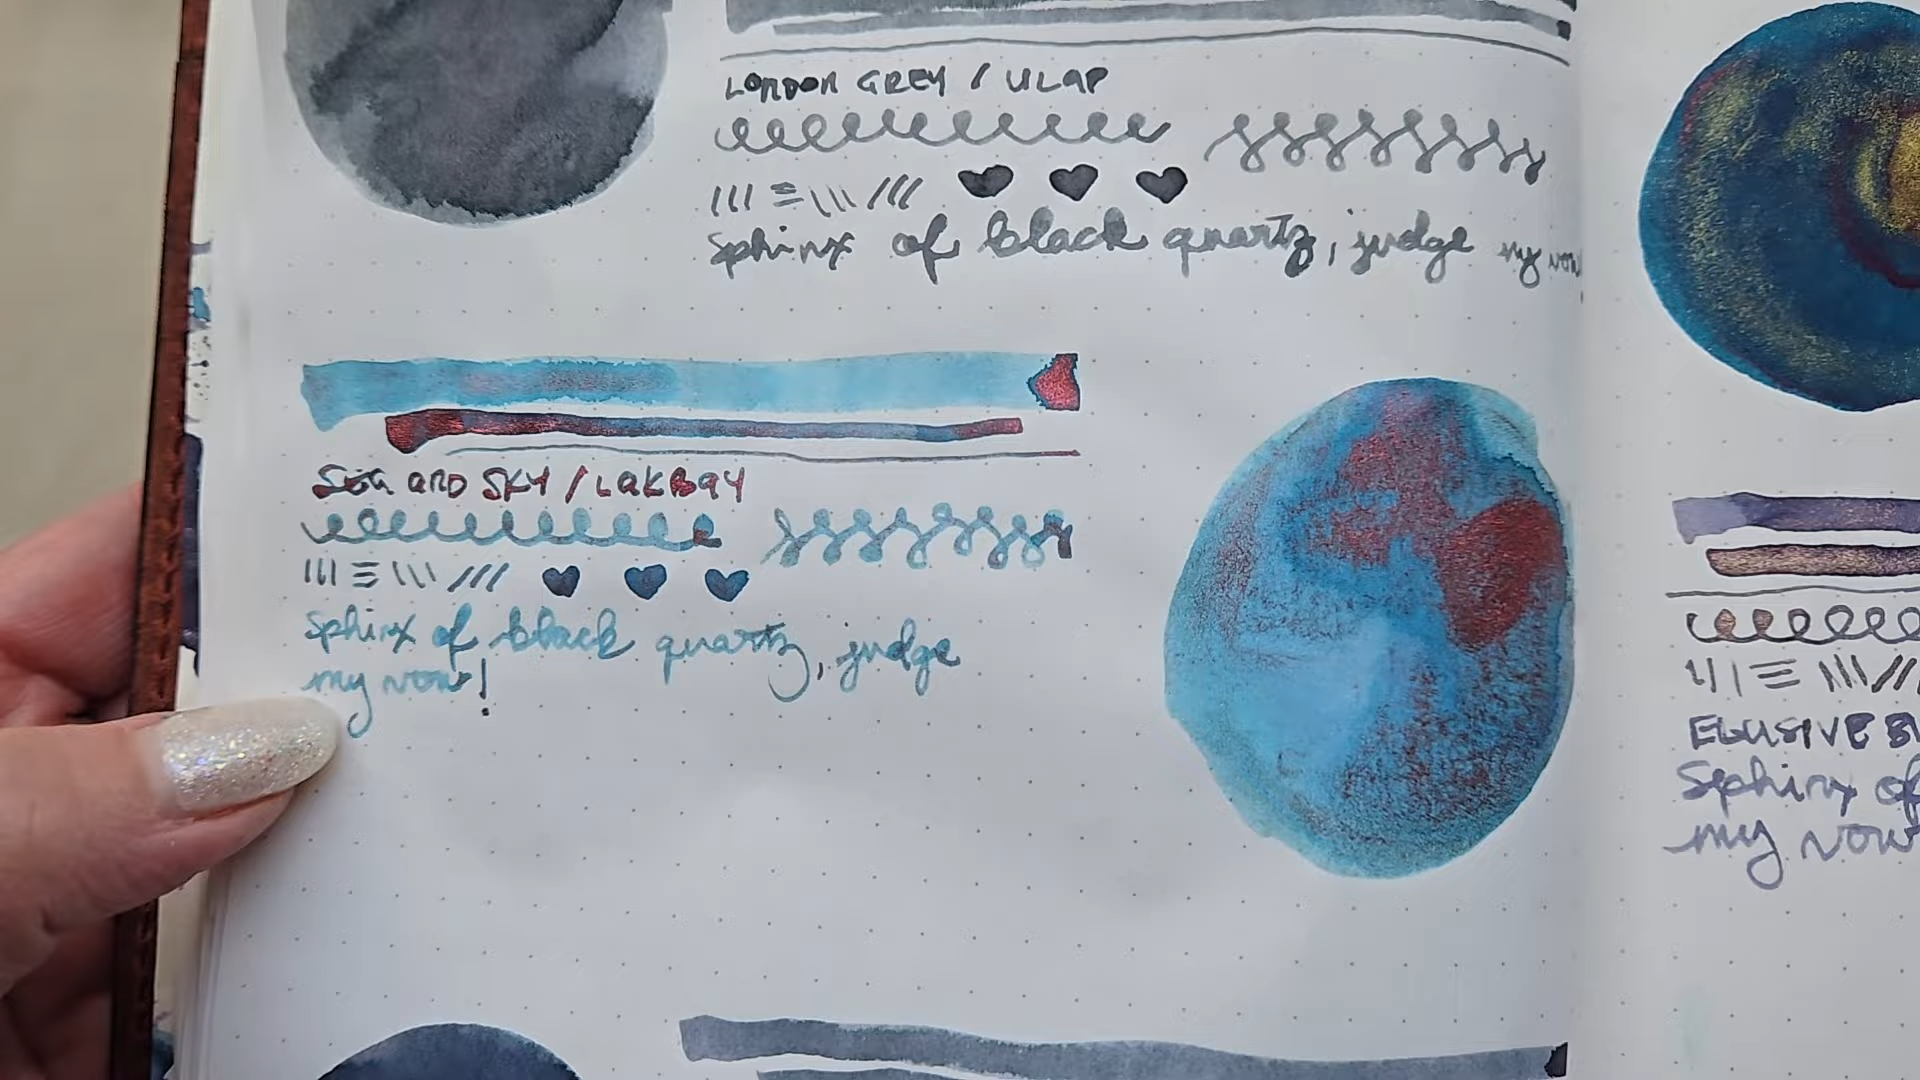 LONDON GREY / ULAP
Sphinx of black quartz, judge my vow
SEA AND SKY / LAKBAY
Sphinx of black quartz, judge
my vow!
ELUSIVE
Sphinx of
my vow